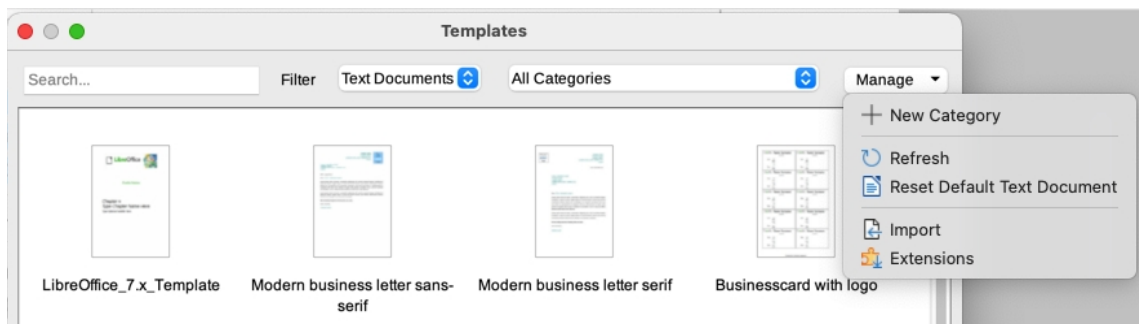 Templates
Search...
Filter
Text Documents
All Categories
Manage
New Category
Refresh
Reset Default Text Document
Import
Extensions
LibreOffice
LibreOffice_7.x_Template
Modern business letter sans-
serif
Modern business letter serif
Businesscard with logo